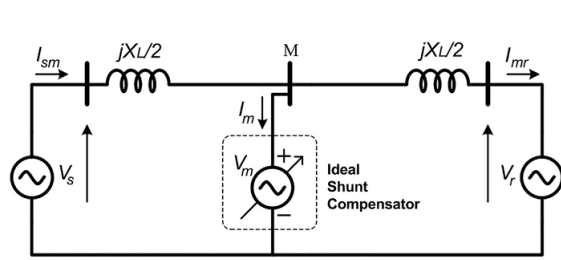 I_sm
jX_L/2
M
jX_L/2
I_mr
I_m
V_s
V_m
+
-
Ideal
Shunt
Compensator
V_r